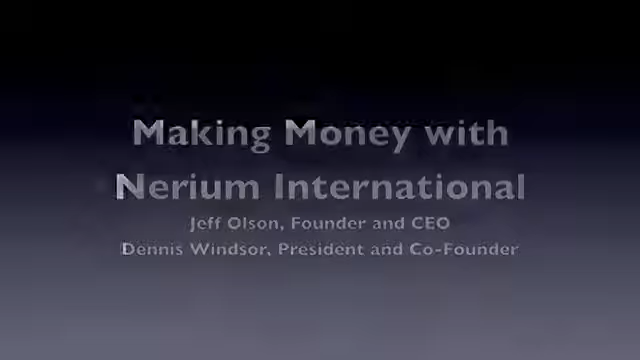 Making Money with
Nerium International
Jeff Olson, Founder and CEO
Dennis Windsor, President and Co-Founder